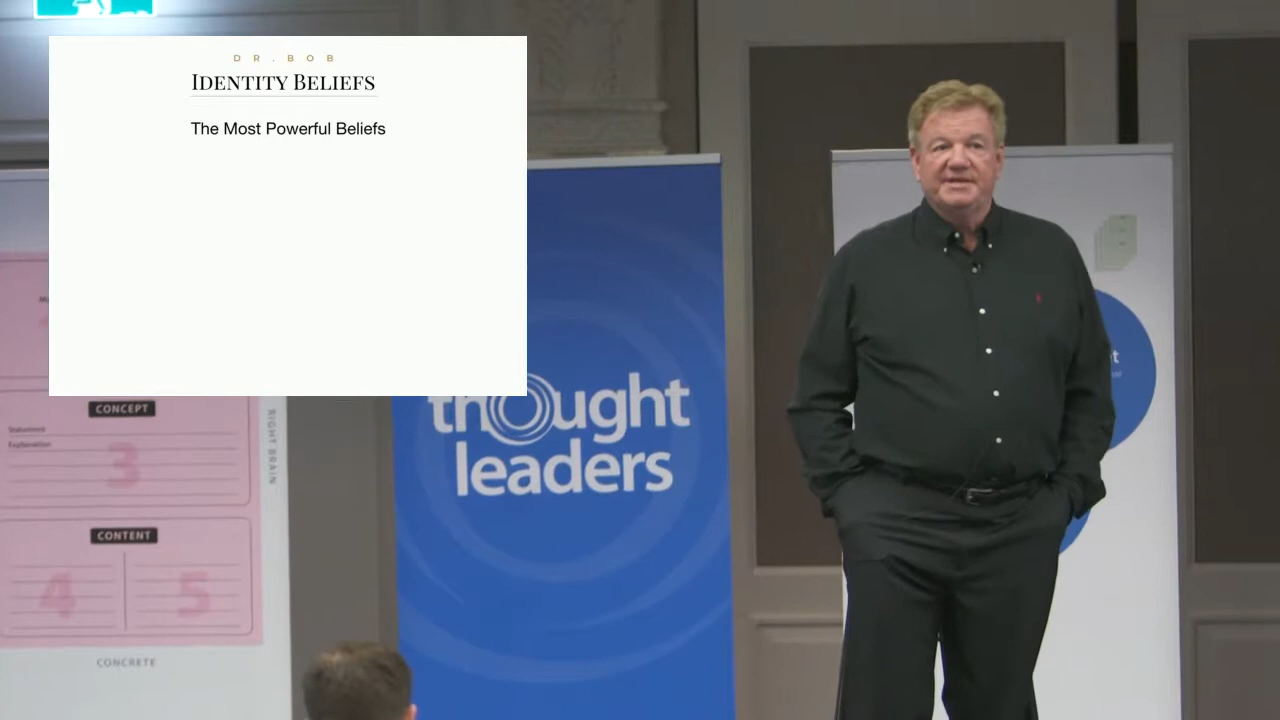 DR.BOB
IDENTITY BELIEFS
The Most Powerful Beliefs
thought
leaders
CONCEPT
Statement
Explanation
3
RIGHT BRAIN
CONTENT
4
5
CONCRETE